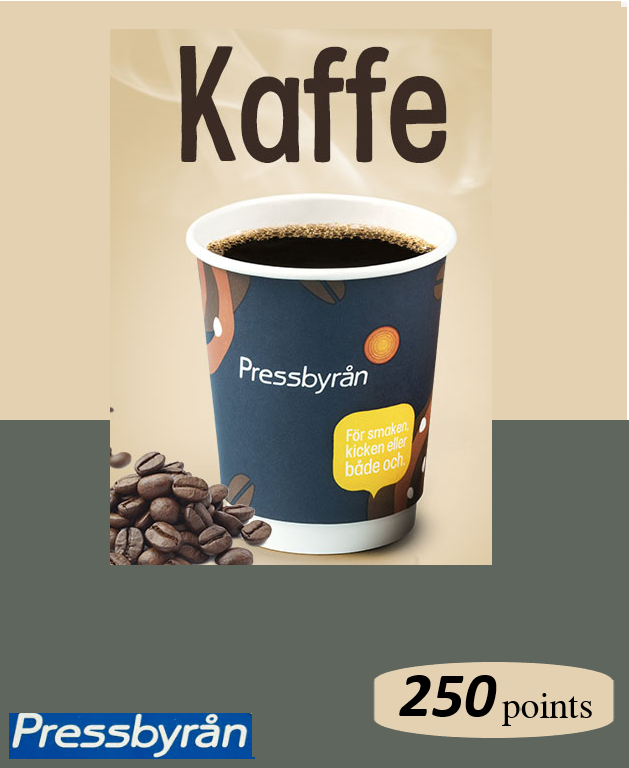 Kaffe
Pressbyrån
För smaken,
kicken eller
både och.
250 points
Pressbyrån